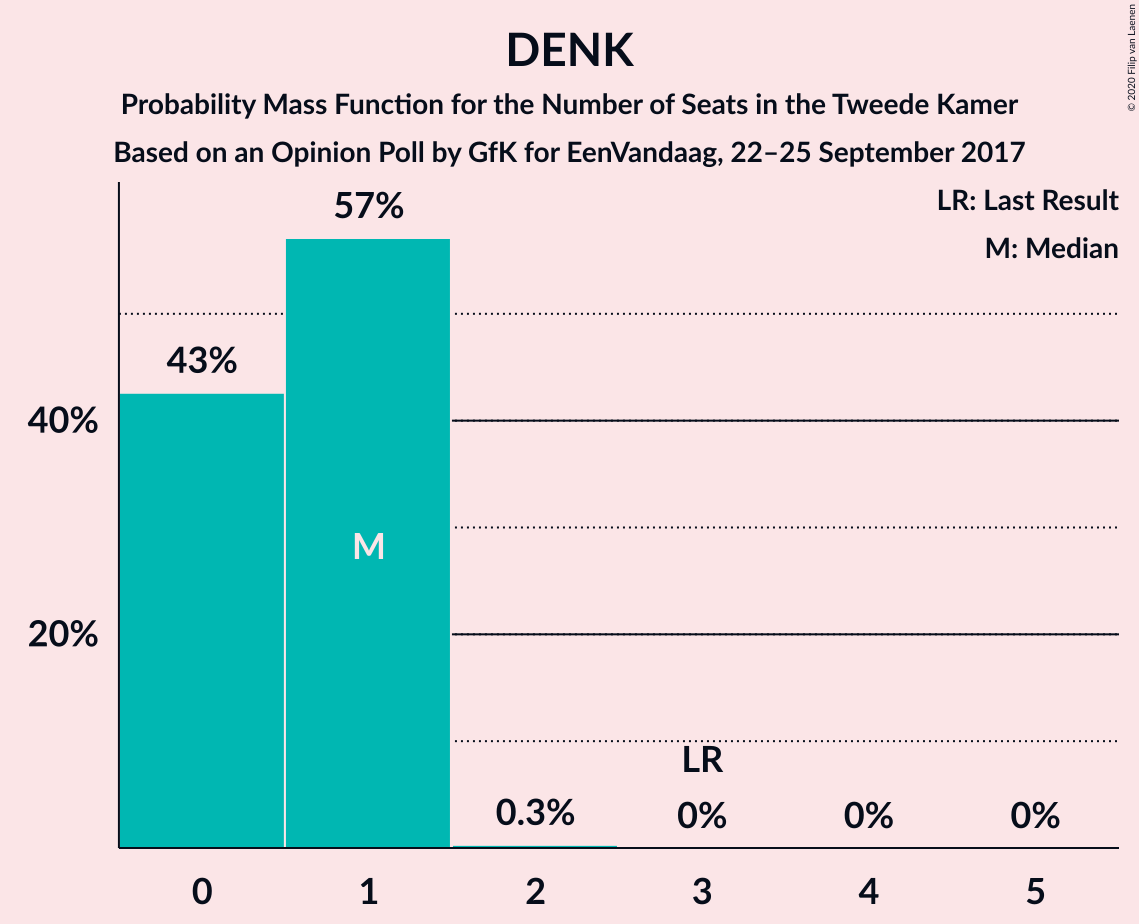 DENK
Probability Mass Function for the Number of Seats in the Tweede Kamer
Based on an Opinion Poll by GfK for EenVandaag, 22–25 September 2017
© 2020 Filip van Laenen
LR: Last Result
M: Median
57%
43%
40%
M
20%
LR
0.3%
0%
0%
0%
0
1
2
3
4
5